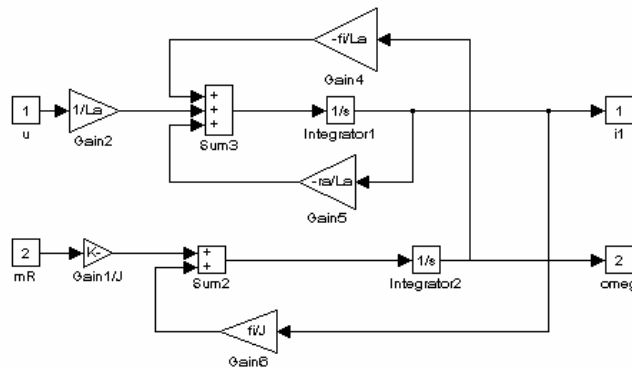 -fi/La
Gain4
1
u
1/La
Gain2
+
+
+
Sum3
1/s
Integrator1
1
i1
-ra/La
Gain5
2
mR
K-
Gain1/J
+
+
Sum2
1/s
Integrator2
2
omeg
fi/J
Gain6